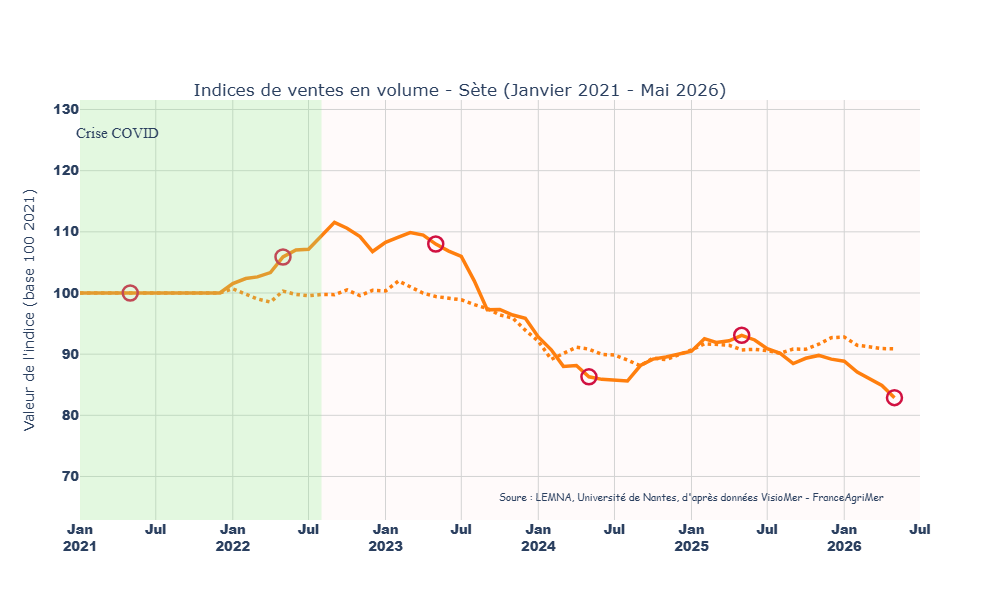 Indices de ventes en volume - Sète (Janvier 2021 - Mai 2026)
Valeur de l'indice (base 100 2021)
130
120
110
100
90
80
70
Crise COVID
Soure : LEMNA, Université de Nantes, d'après données VisioMer - FranceAgriMer
Jan Jul Jan Jul Jan Jul Jan Jul Jan Jul Jan Jul
2021 2022 2023 2024 2025 2026